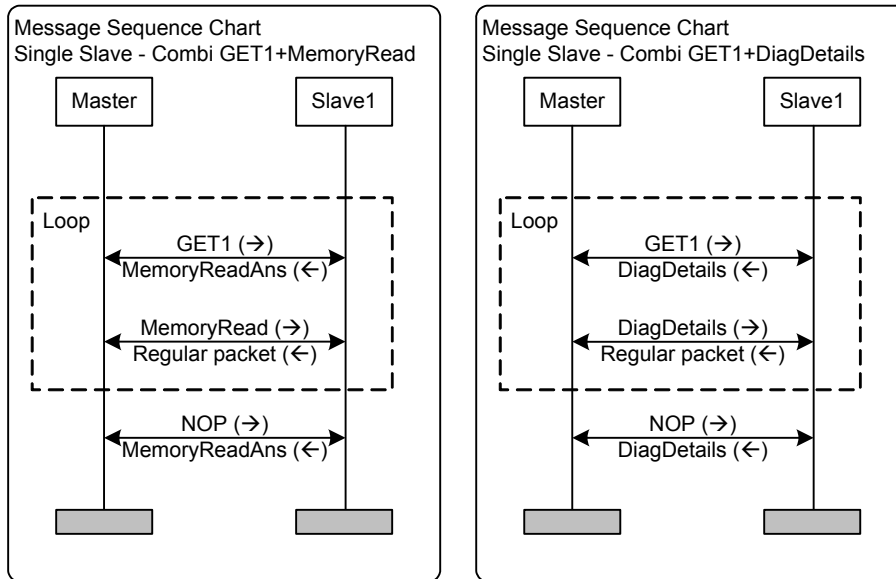 Message Sequence Chart
Single Slave - Combi GET1+MemoryRead
Master
Slave1
Loop
GET1 (→)
MemoryReadAns (←)
MemoryRead (→)
Regular packet (←)
NOP (→)
MemoryReadAns (←)
Message Sequence Chart
Single Slave - Combi GET1+DiagDetails
Master
Slave1
Loop
GET1 (→)
DiagDetails (←)
DiagDetails (→)
Regular packet (←)
NOP (→)
DiagDetails (←)